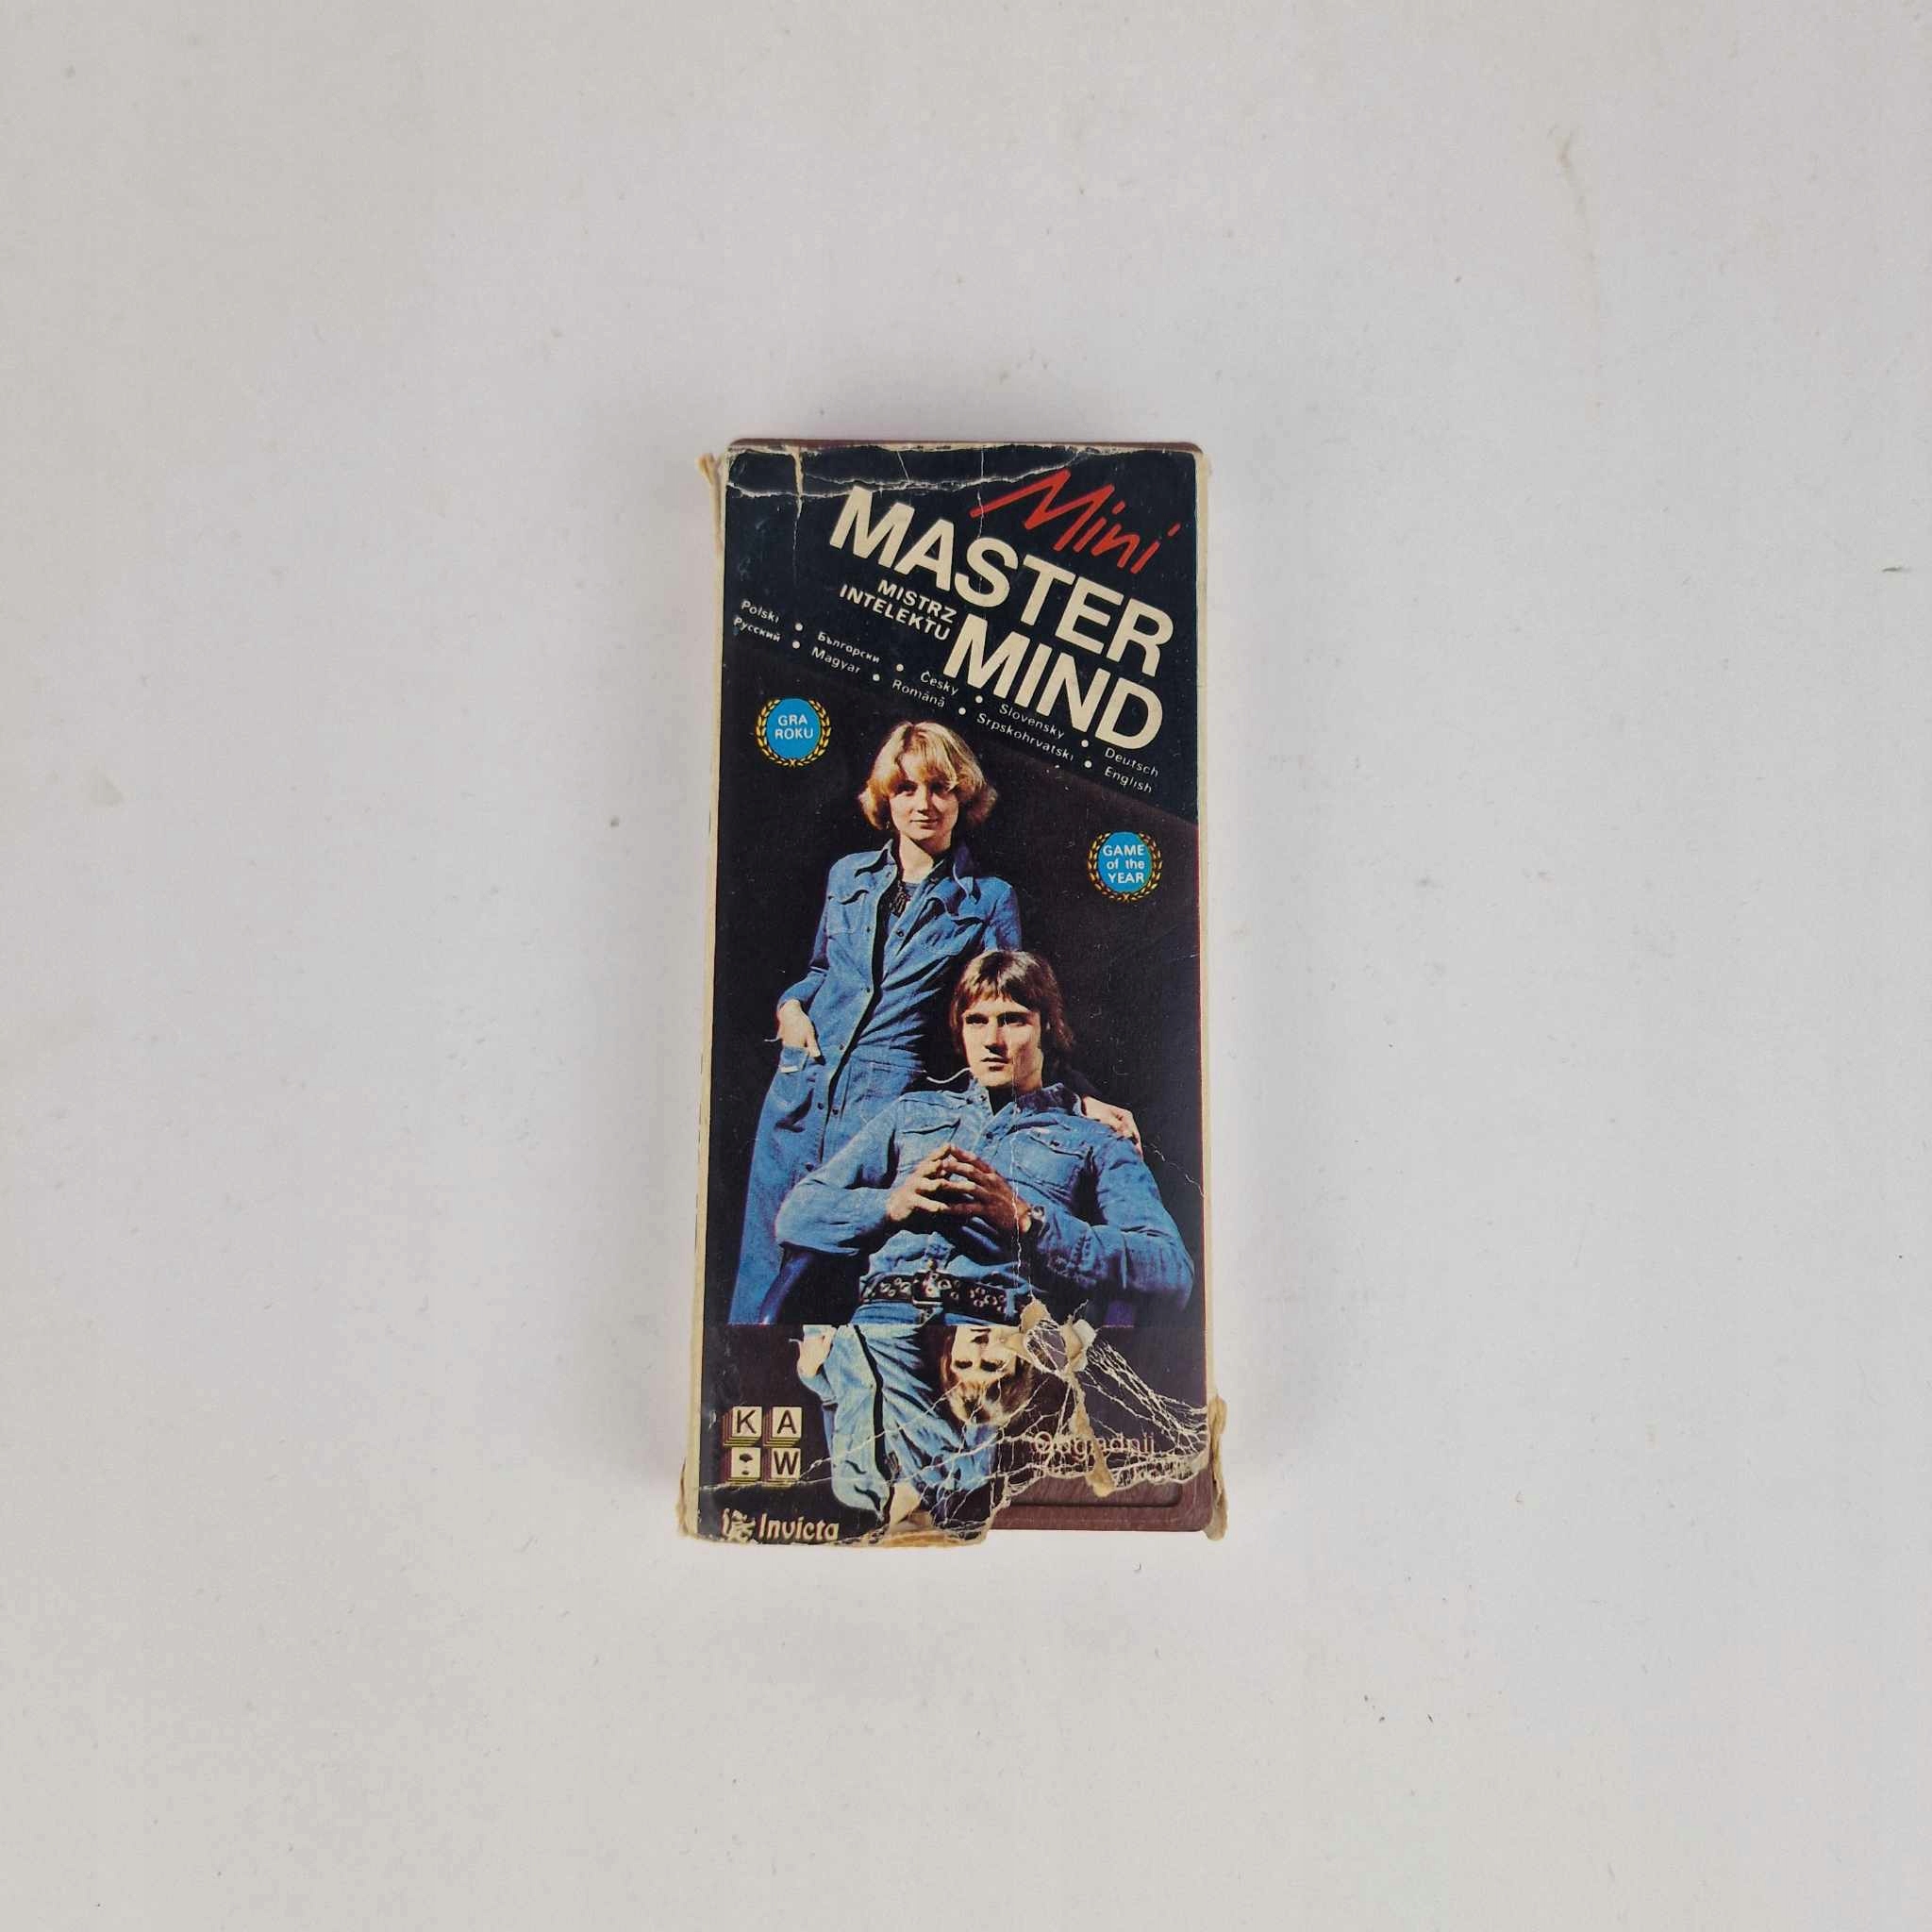 Mini
MASTER
MIND
MISTRZ
INTELEKTU
Polski • Български • Česky • Slovensky • Deutsch
Русский • Magyar • Română • Srpskohrvatski • English
GRA
ROKU
GAME
of the
YEAR
K A
W
Invicta